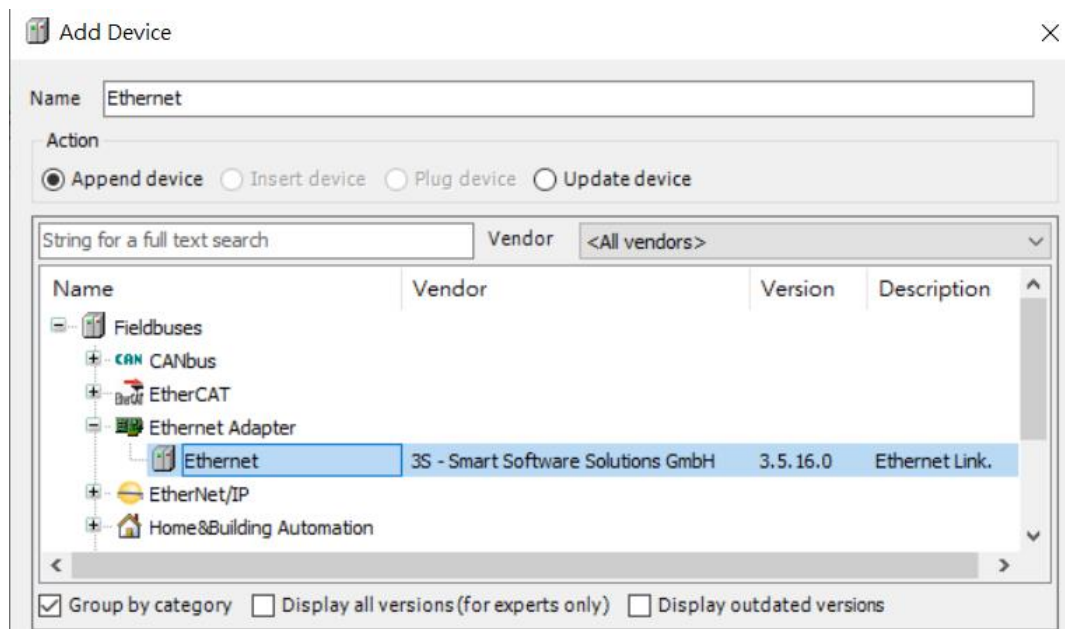 Add Device
Name Ethernet
Action
Append device Insert device Plug device Update device
String for a full text search Vendor <All vendors>
Name Vendor Version Description
Fieldbuses
CAN CANbus
EtherCAT
Ethernet Adapter
Ethernet 3S - Smart Software Solutions GmbH 3.5.16.0 Ethernet Link.
EtherNet/IP
Home&Building Automation
Group by category Display all versions (for experts only) Display outdated versions